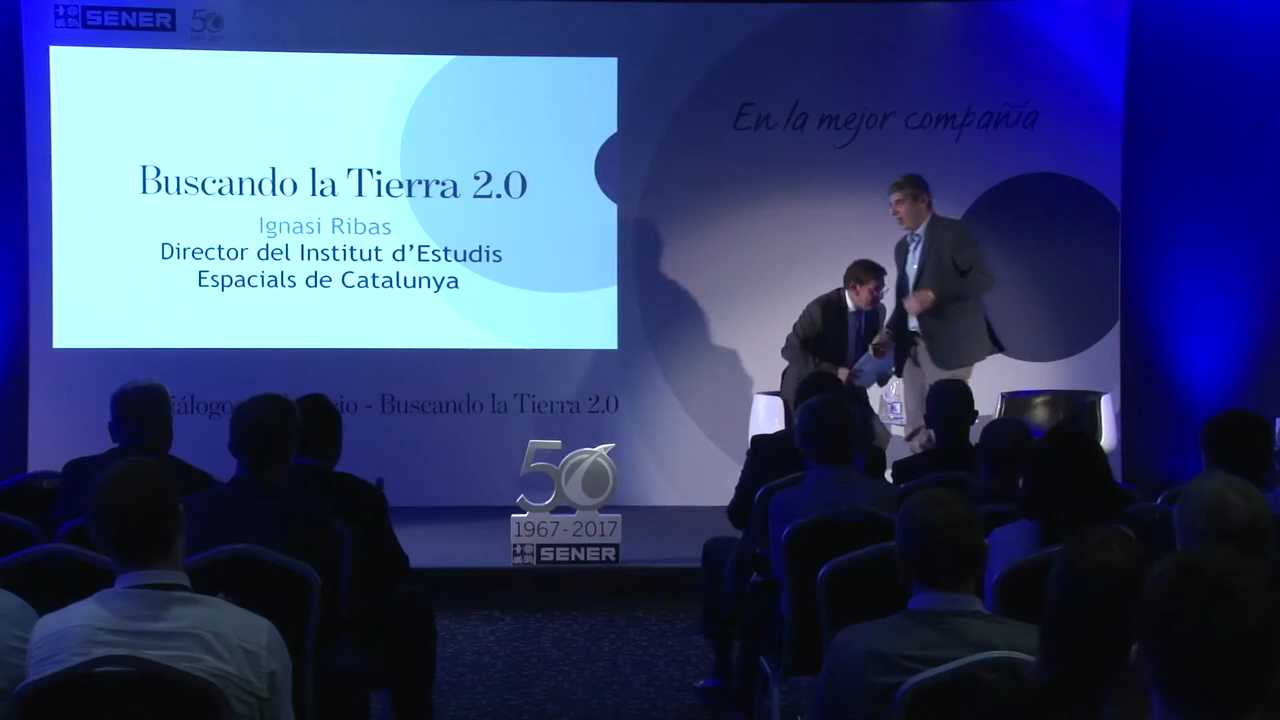 SENER 50
En la mejor compañía
Buscando la Tierra 2.0
Ignasi Ribas
Director del Institut d'Estudis
Espacials de Catalunya
- Buscando la Tierra 2.0
50
1967-2017
SENER